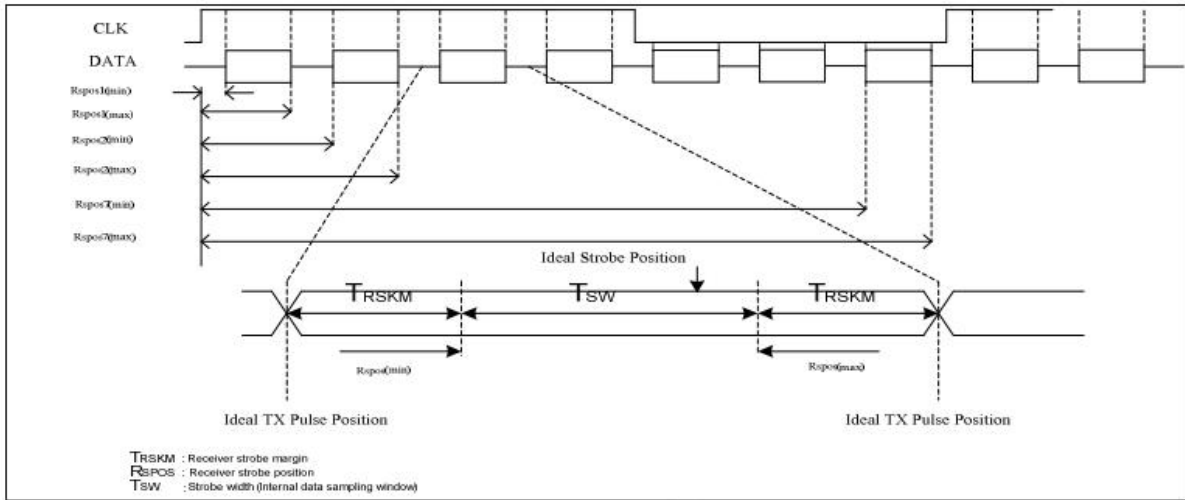 CLK
DATA
Rspos1(min)
Rspos1(max)
Rspos2(min)
Rspos2(max)
Rspos7(min)
Rspos7(max)
Ideal Strobe Position
TRSKM TSW TRSKM
Rspos(min) Rspos(max)
Ideal TX Pulse Position Ideal TX Pulse Position
TRSKM : Receiver strobe margin
RSPOS : Receiver strobe position
TSW : Strobe width (Internal data sampling window)